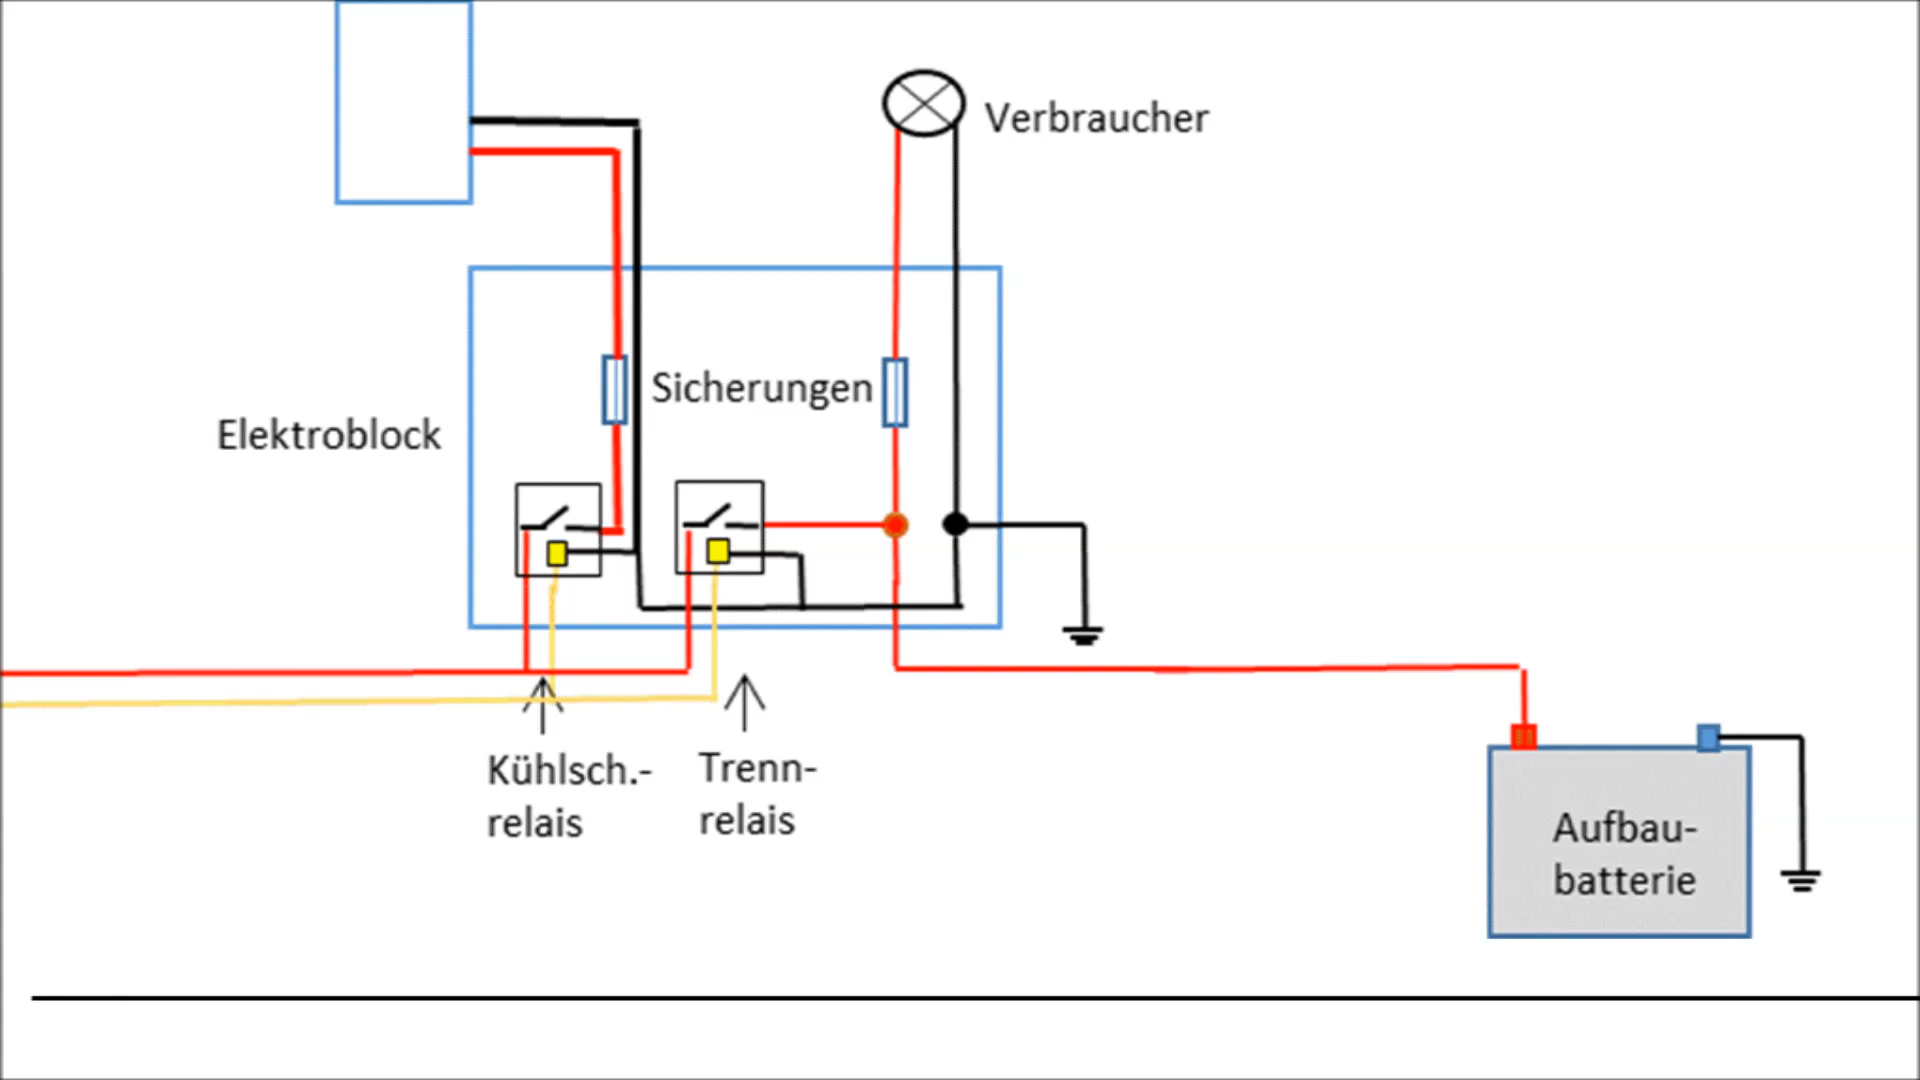 Verbraucher
Sicherungen
Elektroblock
Kühlsch.-
relais
Trenn-
relais
Aufbau-
batterie